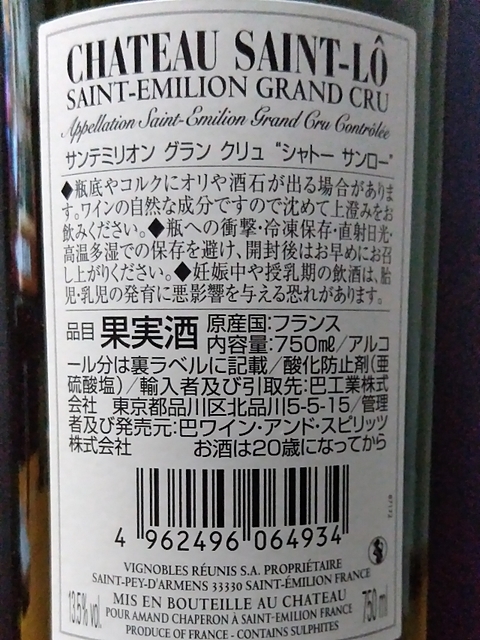 CHATEAU SAINT-LÔ
SAINT-EMILION GRAND CRU
Appellation Saint-Emilion Grand Cru Contrôlée
サンテミリオン グラン クリュ "シャトー サンロー"
◆瓶底やコルクにオリや酒石が出る場合がありま
す。ワインの自然な成分ですので沈めて上澄みをお
飲みください。◆瓶への衝撃・冷凍保存・直射日光・
高温多湿での保存を避け、開封後はお早めにお召
し上がりください。◆妊娠中や授乳期の飲酒は、胎
児・乳児の発育に悪影響を与える恐れがあります。
品目 果実酒 原産国:フランス
内容量:750mℓ/アルコ
ール分は裏ラベルに記載/酸化防止剤(亜
硫酸塩)/輸入者及び引取先:巴工業株式
会社 東京都品川区北品川5-5-15/管理
者及び発売元:巴ワイン・アンド・スピリッツ
株式会社 お酒は20歳になってから
4 962496 064934
67172
VIGNOBLES RÉUNIS S.A. PROPRIÉTAIRE
SAINT-PEY-D'ARMENS 33330 SAINT-ÉMILION FRANCE
13.5% vol. MIS EN BOUTEILLE AU CHATEAU 750 ml
POUR AMAND CHAPERON À SAINT-EMILION FRANCE
PRODUCE OF FRANCE - CONTAINS SULPHITES